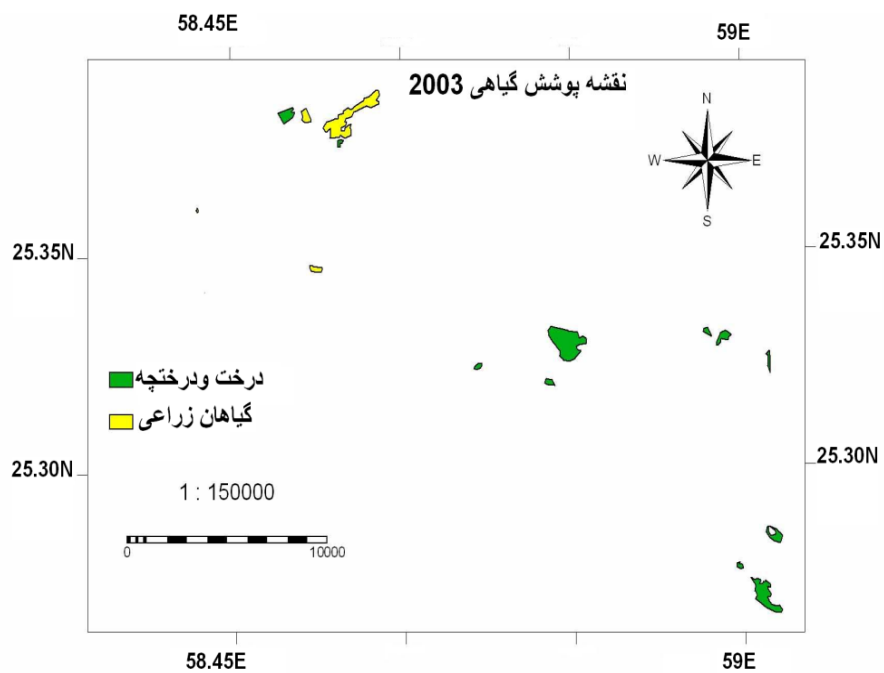 58.45E 59E
نقشه پوشش گیاهی 2003
N
W E
S
25.35N 25.35N
درخت ودرختچه
گیاهان زراعی
25.30N 25.30N
1 : 150000
0 10000
58.45E 59E